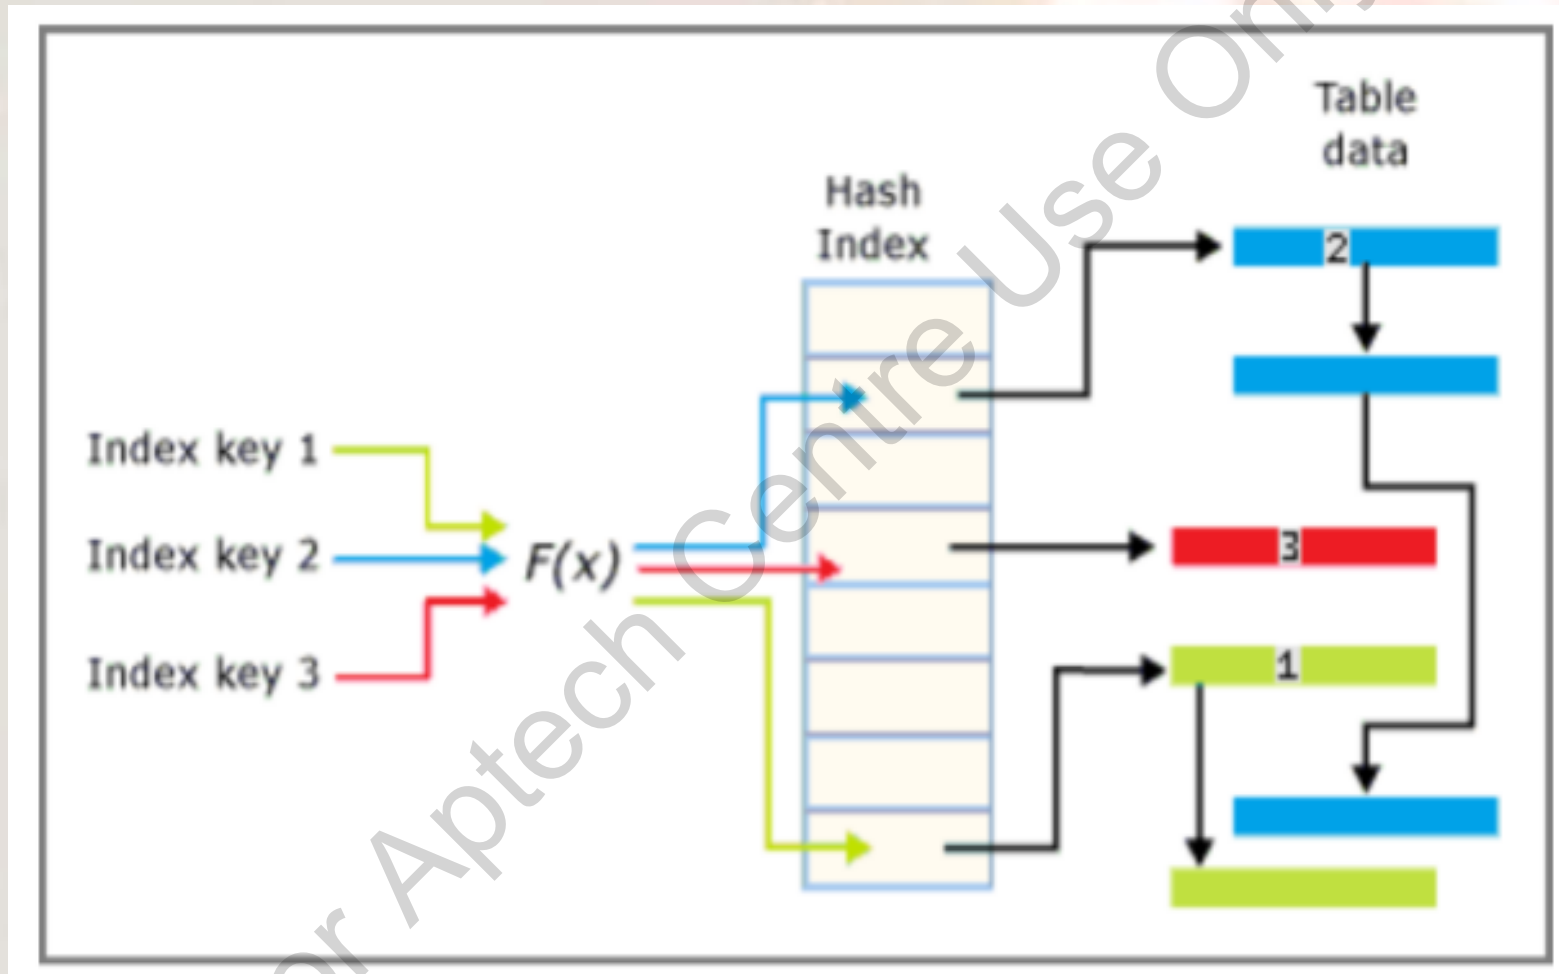 Table
data
Hash
Index
2
Index key 1
Index key 2
F(x)
3
Index key 3
1
or Aptech Centre Use Only